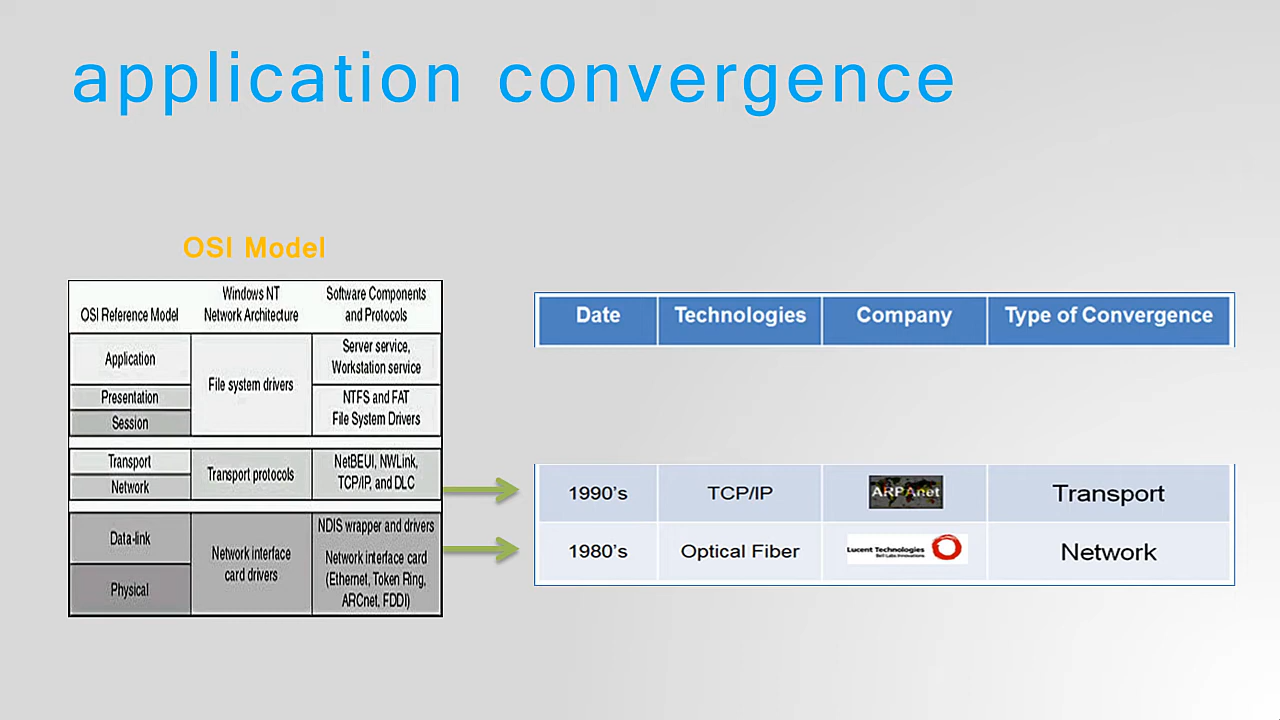 application convergence
OSI Model
OSI Reference Model
Windows NT
Network Architecture
Software Components
and Protocols
Application
File system drivers
Server service,
Workstation service
Presentation
Session
NTFS and FAT
File System Drivers
Transport
Network
Transport protocols
NetBEUI, NWLink,
TCP/IP, and DLC
Data-link
Physical
Network interface
card drivers
NDIS wrapper and drivers
Network interface card
(Ethernet, Token Ring,
ARCnet, FDDI)
Date Technologies Company Type of Convergence
1990's TCP/IP ARPAnet Transport
1980's Optical Fiber Lucent Technologies Network
Bell Labs Innovations